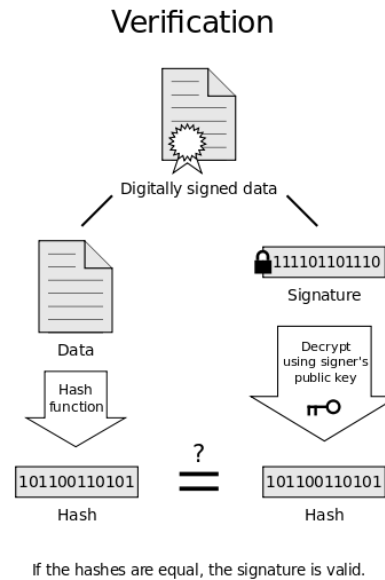 Verification
Digitally signed data
111101101110
Signature
Data
Decrypt
using signer's
public key
Hash
function
?
101100110101
101100110101
Hash
Hash
If the hashes are equal, the signature is valid.